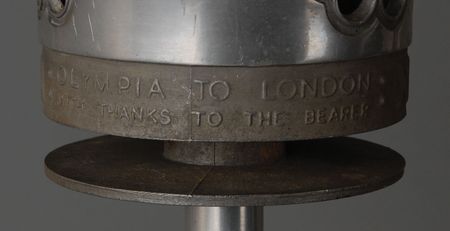 OLYMPIA TO LONDON
WITH THANKS TO THE BEARER